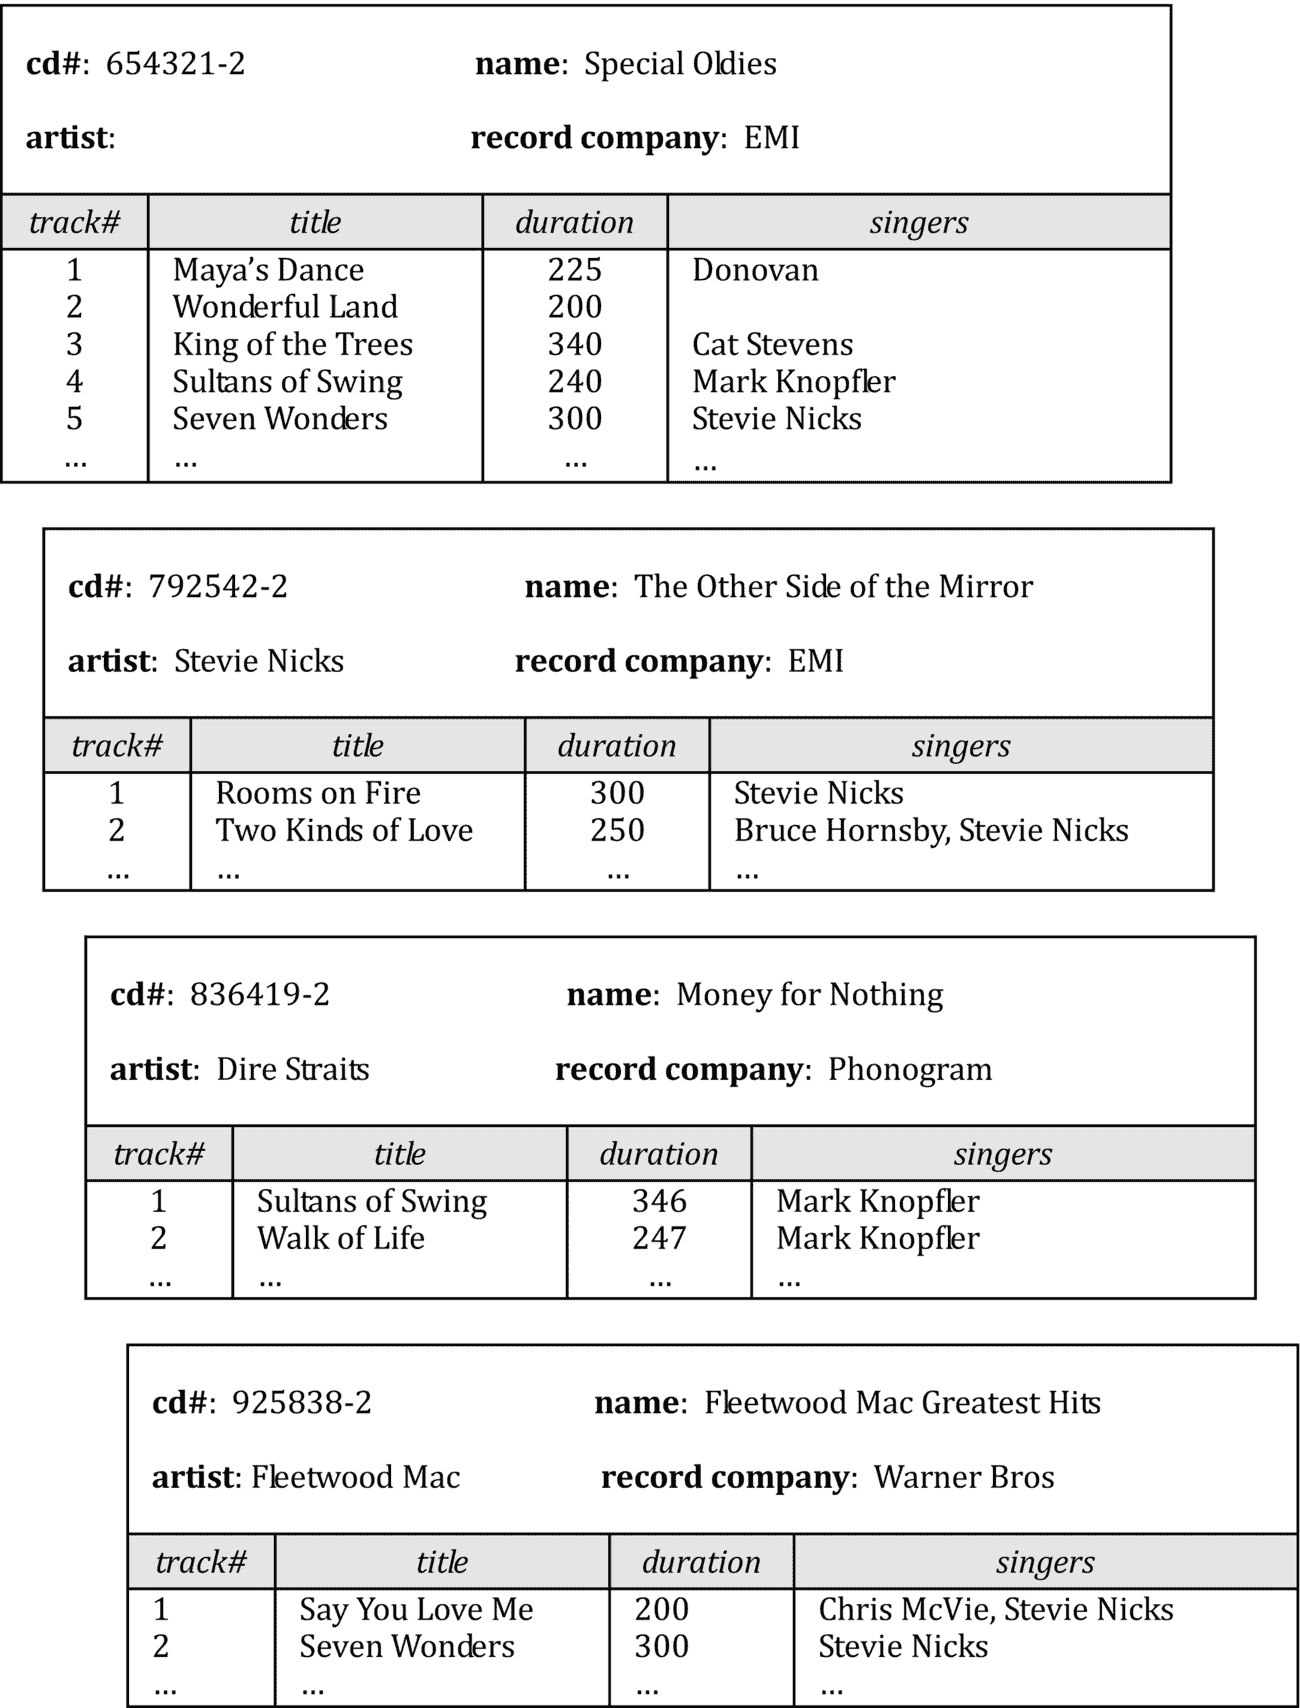 cd#: 654321-2 name: Special Oldies
artist: record company: EMI
track# title duration singers
1 Maya’s Dance 225 Donovan
2 Wonderful Land 200
3 King of the Trees 340 Cat Stevens
4 Sultans of Swing 240 Mark Knopfler
5 Seven Wonders 300 Stevie Nicks
... ... ... ...
cd#: 792542-2 name: The Other Side of the Mirror
artist: Stevie Nicks record company: EMI
track# title duration singers
1 Rooms on Fire 300 Stevie Nicks
2 Two Kinds of Love 250 Bruce Hornsby, Stevie Nicks
... ... ... ...
cd#: 836419-2 name: Money for Nothing
artist: Dire Straits record company: Phonogram
track# title duration singers
1 Sultans of Swing 346 Mark Knopfler
2 Walk of Life 247 Mark Knopfler
... ... ... ...
cd#: 925838-2 name: Fleetwood Mac Greatest Hits
artist: Fleetwood Mac record company: Warner Bros
track# title duration singers
1 Say You Love Me 200 Chris McVie, Stevie Nicks
2 Seven Wonders 300 Stevie Nicks
... ... ... ...